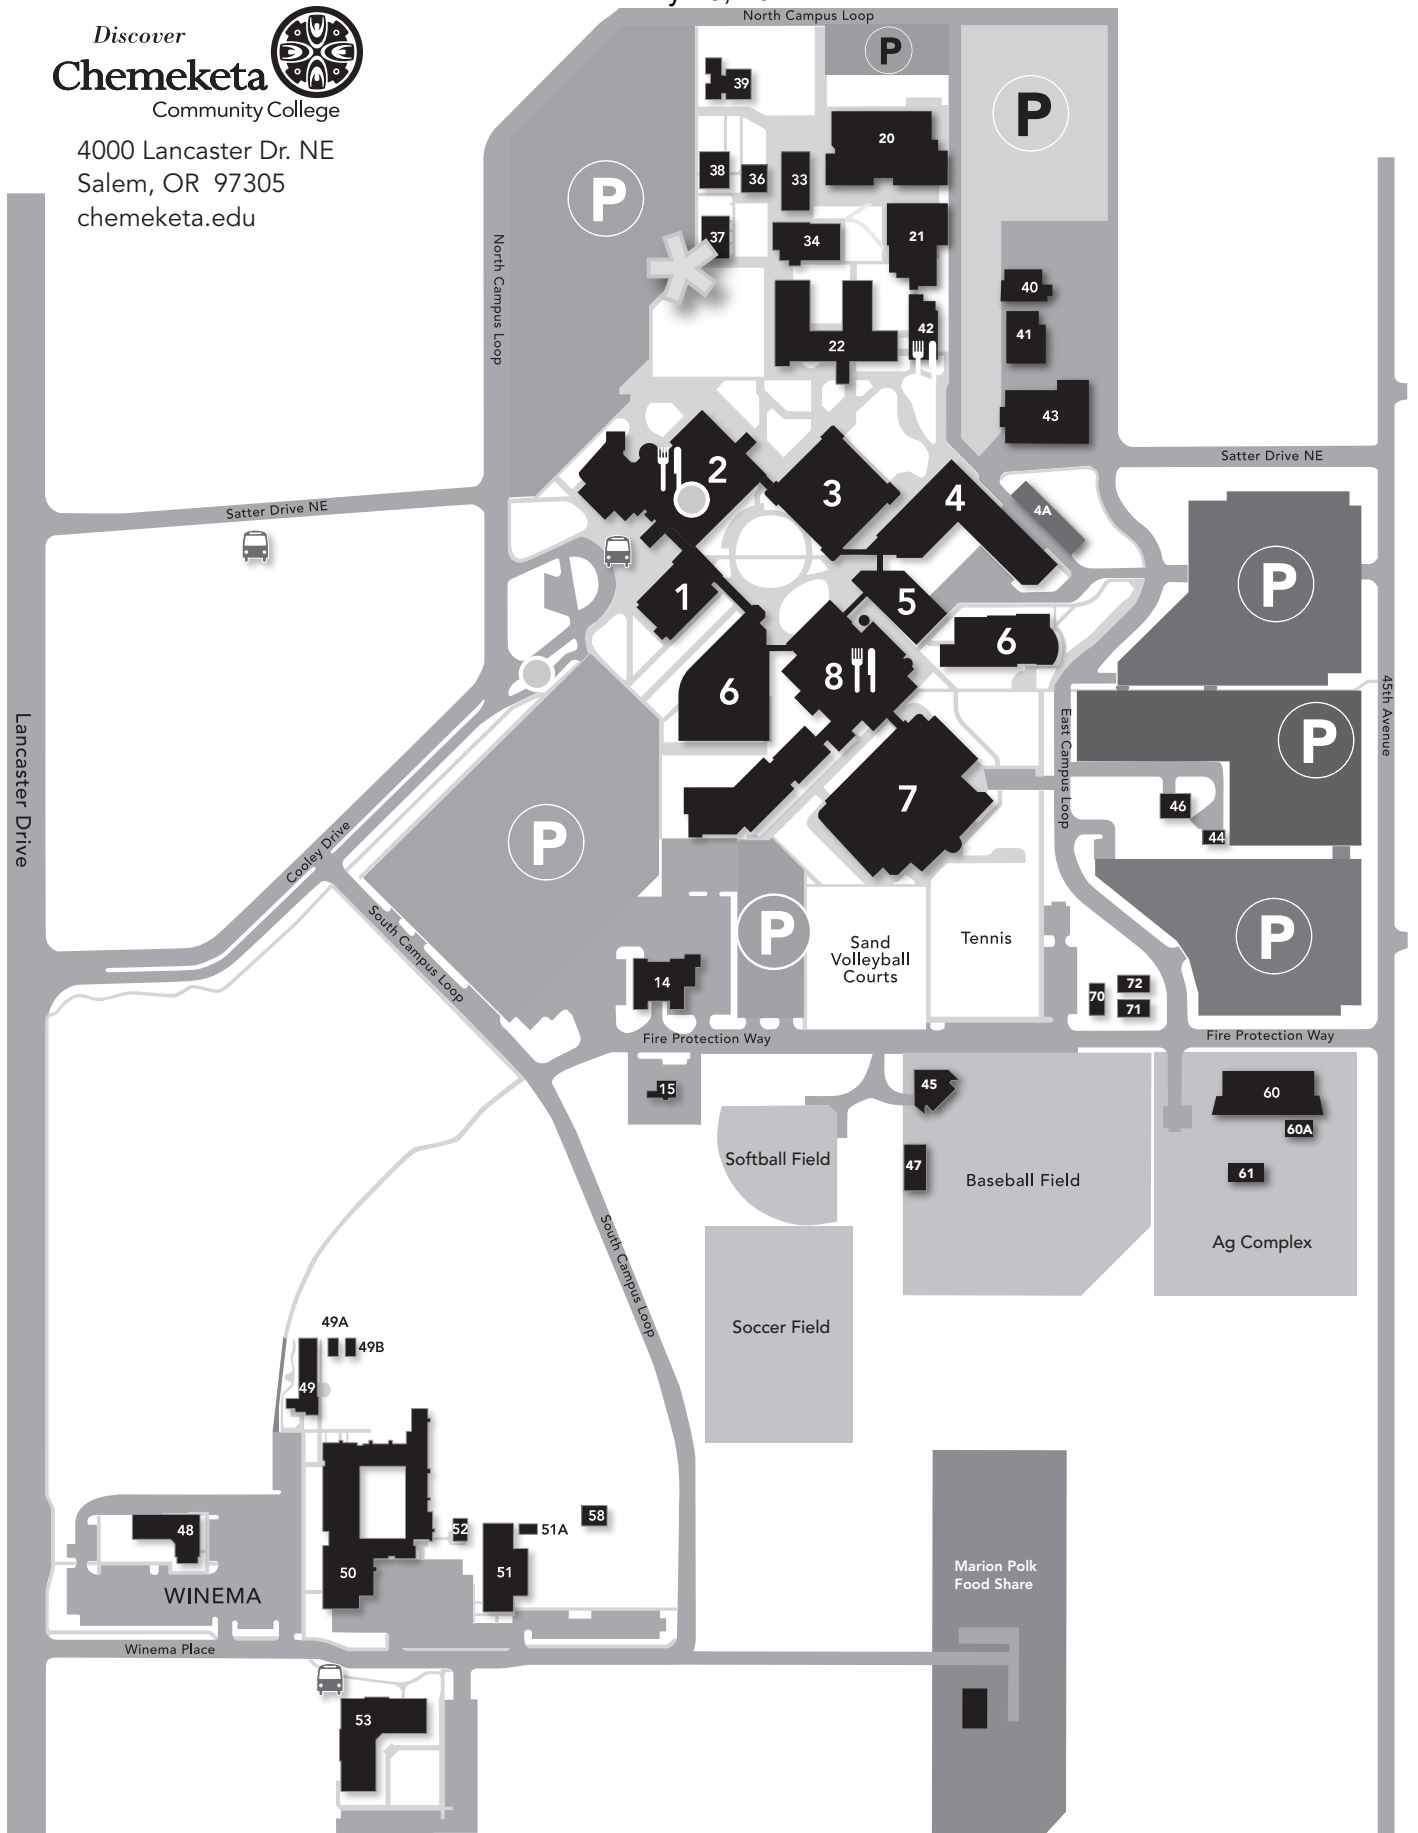 North Campus Loop
Discover
Chemeketa
Community College
4000 Lancaster Dr. NE
Salem, OR 97305
chemeketa.edu
P
P
39
20
38
36
33
P
37
34
21
North Campus Loop
40
42
41
22
43
Satter Drive NE
2
3
4
4A
Satter Drive NE
P
1
5
6
6
8
45th Avenue
Lancaster Drive
East Campus Loop
P
7
46
44
P
Cooley Drive
South Campus Loop
P
Sand
Volleyball
Courts
Tennis
P
14
70
72
71
Fire Protection Way
Fire Protection Way
15
45
60
60A
47
61
Softball Field
Baseball Field
Ag Complex
South Campus Loop
Soccer Field
49A
49B
49
48
52
51A
58
50
51
WINEMA
Marion Polk
Food Share
Winema Place
53